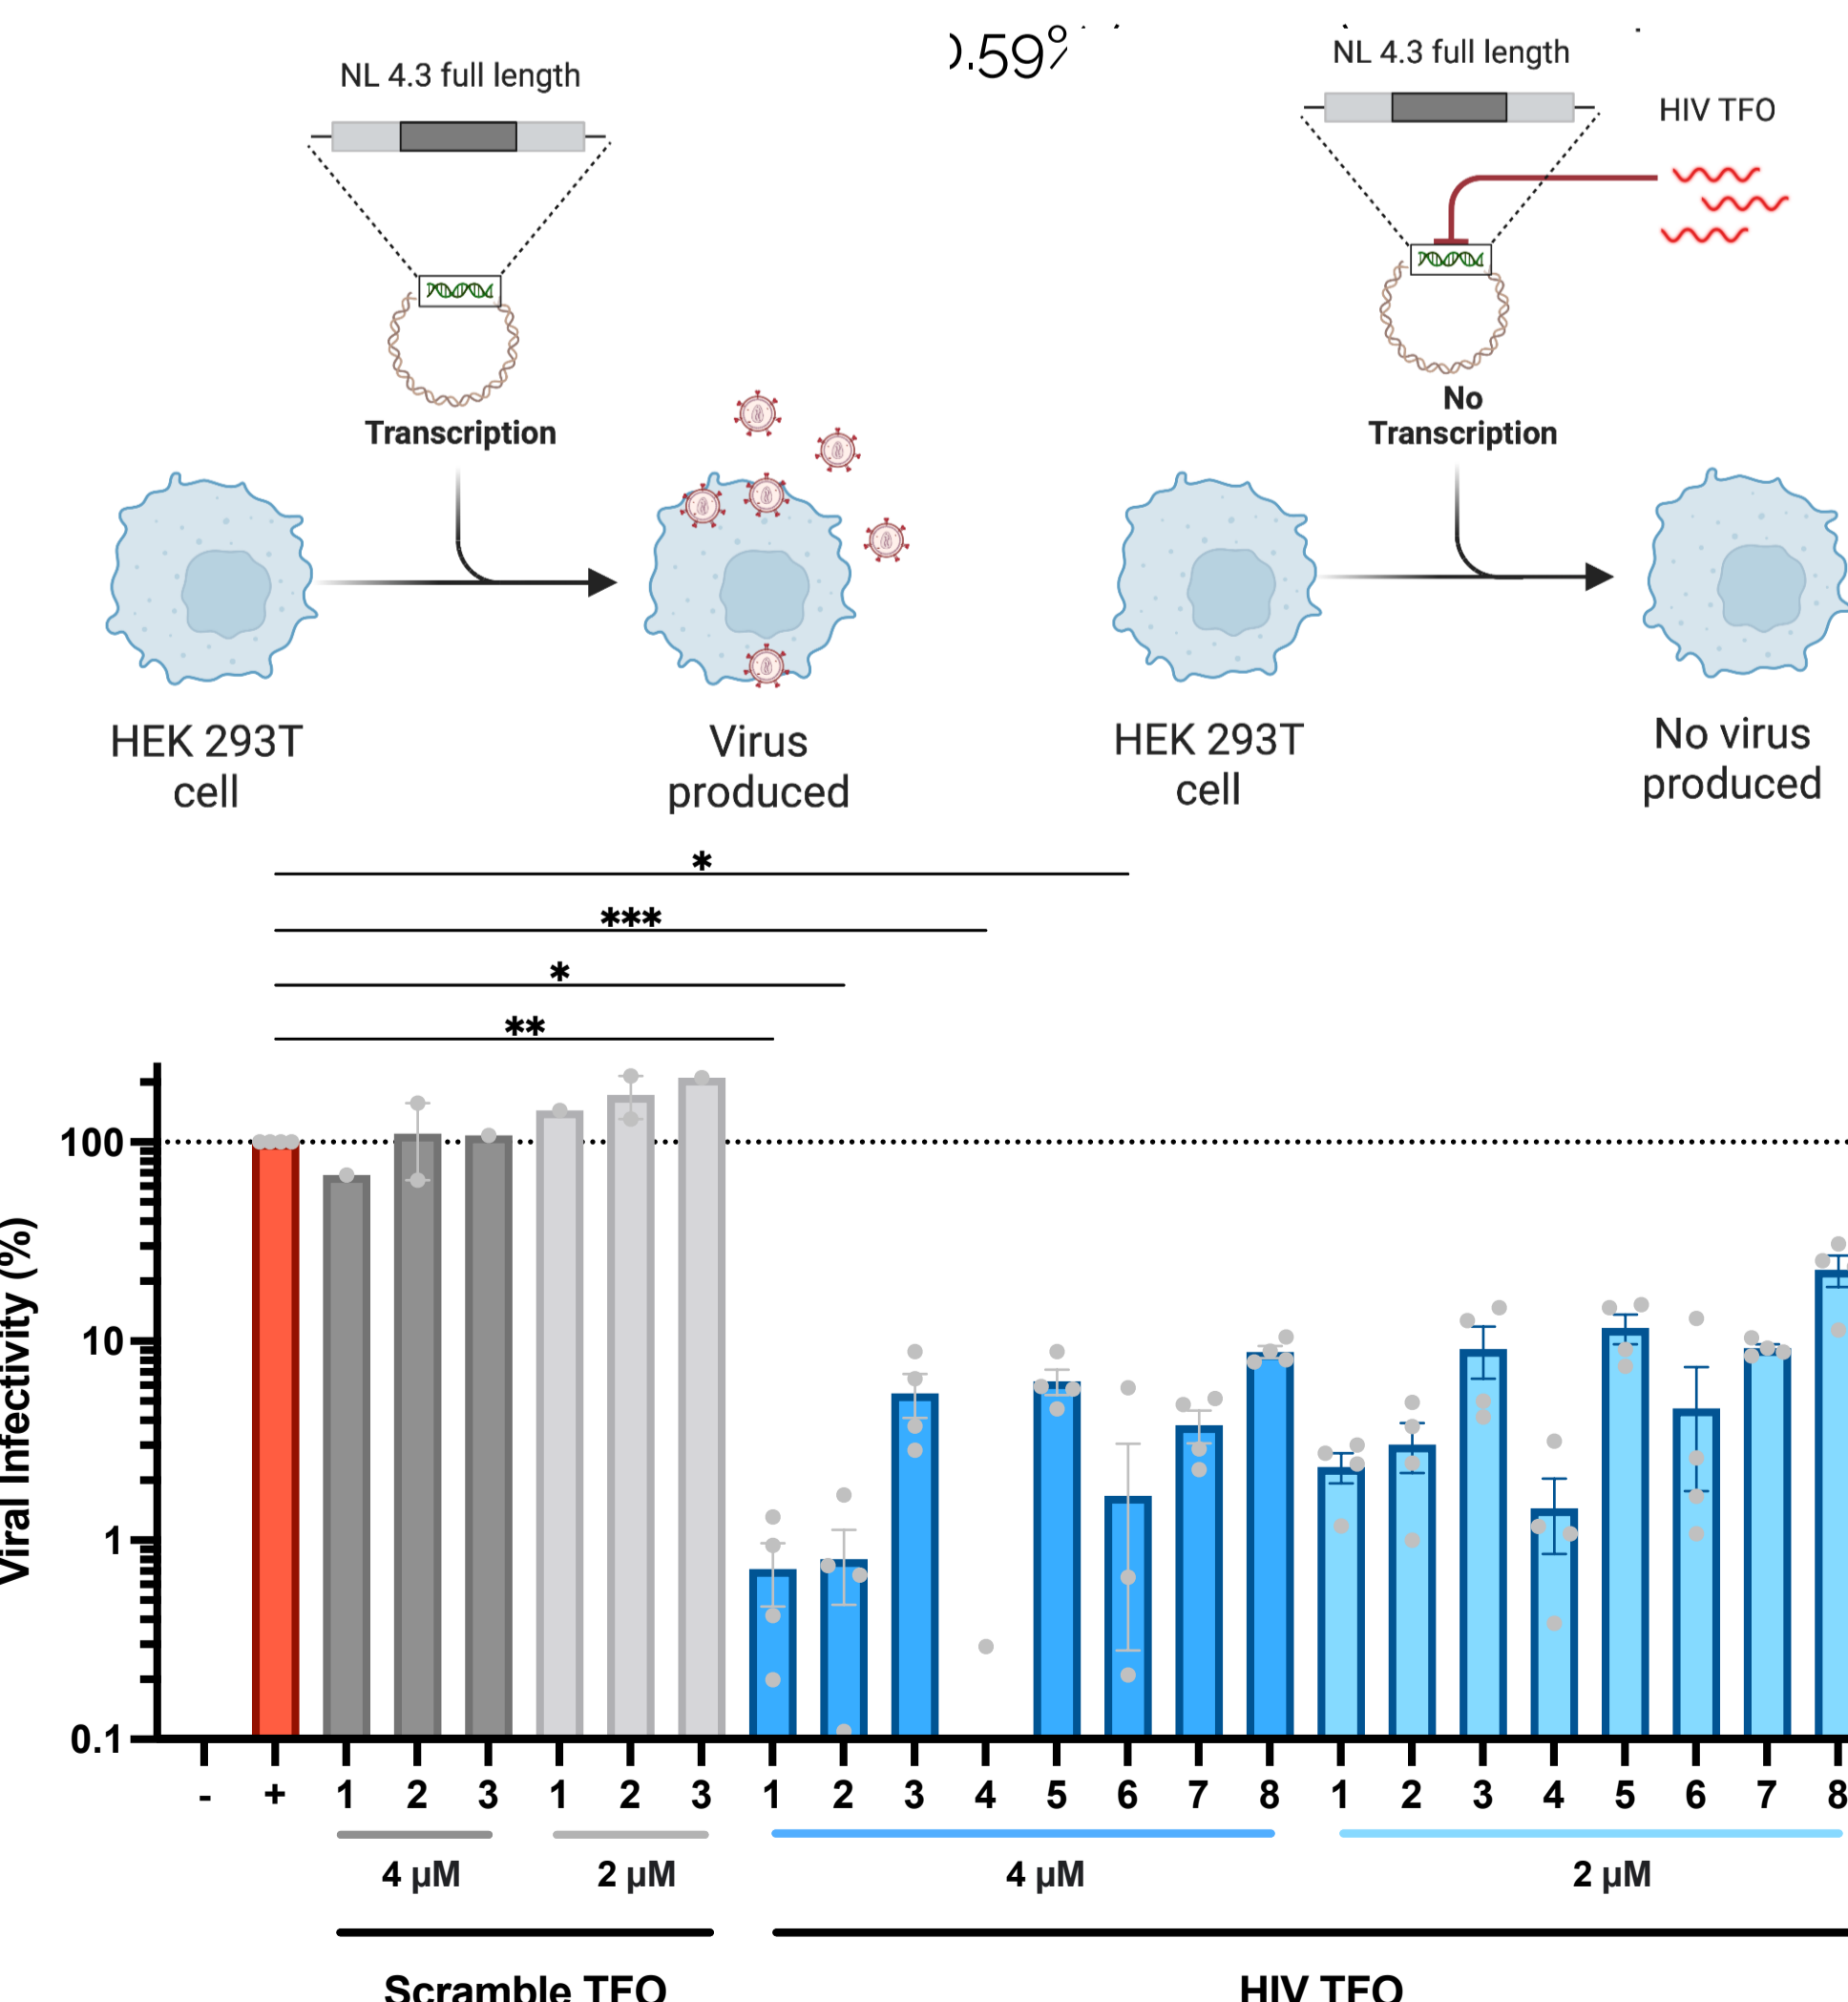 NL 4.3 full length
.59%
NL 4.3 full length
HIV TFO
Transcription
No
Transcription
HEK 293T
cell
Virus
produced
HEK 293T
cell
No virus
produced
*
***
*
**
Viral Infectivity (%)
100
10
1
0.1
- + 1 2 3 1 2 3 1 2 3 4 5 6 7 8 1 2 3 4 5 6 7 8
4 µM 2 µM 4 µM 2 µM
Scramble TFO HIV TFO